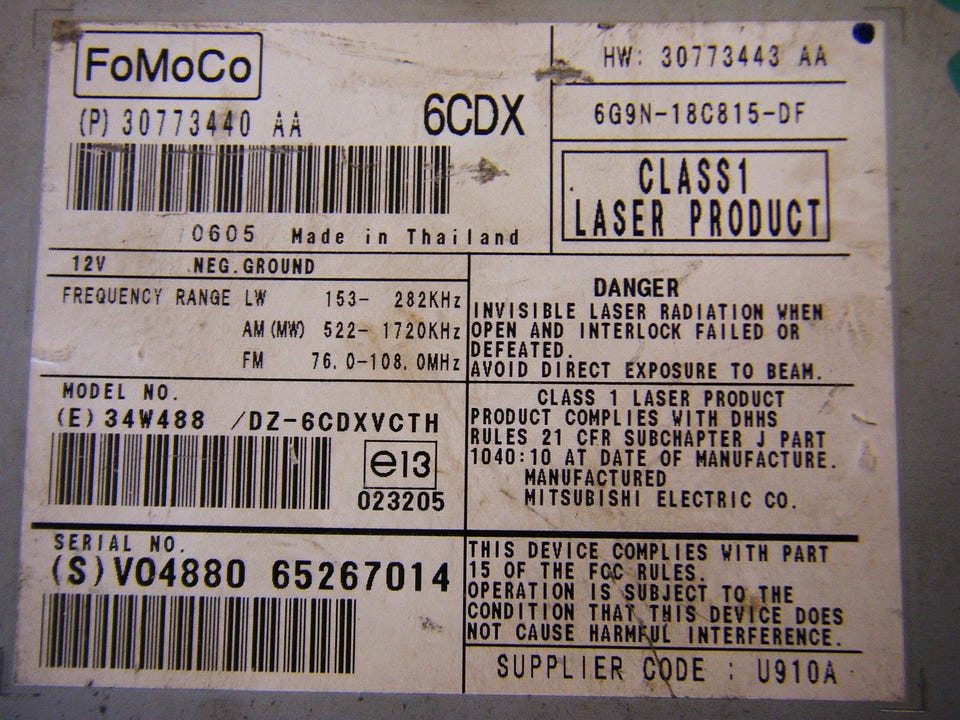 FoMoCo
(P) 30773440 AA
6CDX
0605 Made in Thailand
HW: 30773443 AA
6G9N-18C815-DF
CLASS1
LASER PRODUCT
12V NEG.GROUND
FREQUENCY RANGE LW 153- 282KHz
AM(MW) 522- 1720KHz
FM 76.0-108.0MHz
DANGER
INVISIBLE LASER RADIATION WHEN
OPEN AND INTERLOCK FAILED OR
DEFEATED.
AVOID DIRECT EXPOSURE TO BEAM.
MODEL NO.
(E) 34W488 /DZ-6CDXVCTH
e13
023205
CLASS 1 LASER PRODUCT
PRODUCT COMPLIES WITH DHHS
RULES 21 CFR SUBCHAPTER J PART
1040:10 AT DATE OF MANUFACTURE.
MANUFACTURED
MITSUBISHI ELECTRIC CO.
SERIAL NO.
(S)V04880 65267014
THIS DEVICE COMPLIES WITH PART
15 OF THE FCC RULES.
OPERATION IS SUBJECT TO THE
CONDITION THAT THIS DEVICE DOES
NOT CAUSE HARMFUL INTERFERENCE.
SUPPLIER CODE : U910A